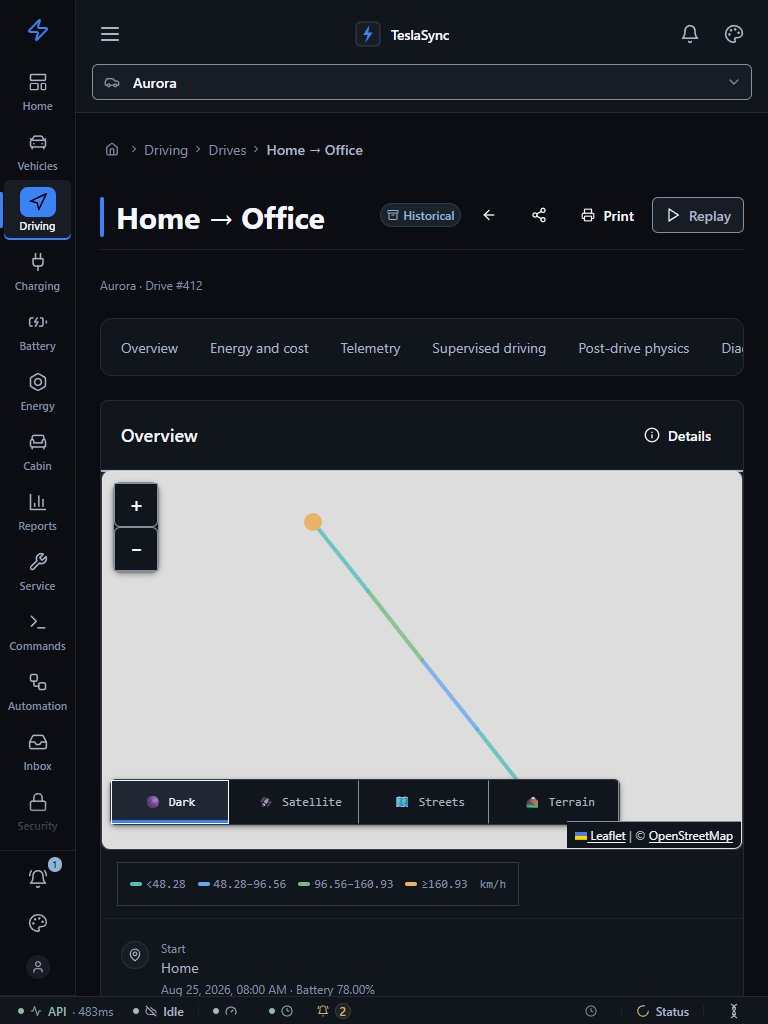 TeslaSync
Aurora
Home
Vehicles
Driving
Charging
Battery
Energy
Cabin
Reports
Service
Commands
Automation
Inbox
Security
1
Driving
Drives
Home → Office
Home → Office
Historical
Print
Replay
Aurora · Drive #412
Overview
Energy and cost
Telemetry
Supervised driving
Post-drive physics
Overview
Details
+
−
Dark
Satellite
Streets
Terrain
Leaflet | © OpenStreetMap
<48.28
48.28–96.56
96.56–160.93
≥160.93
km/h
Start
Home
Aug 25, 2026, 08:00 AM · Battery 78.00%
API · 483ms
Idle
2
Status